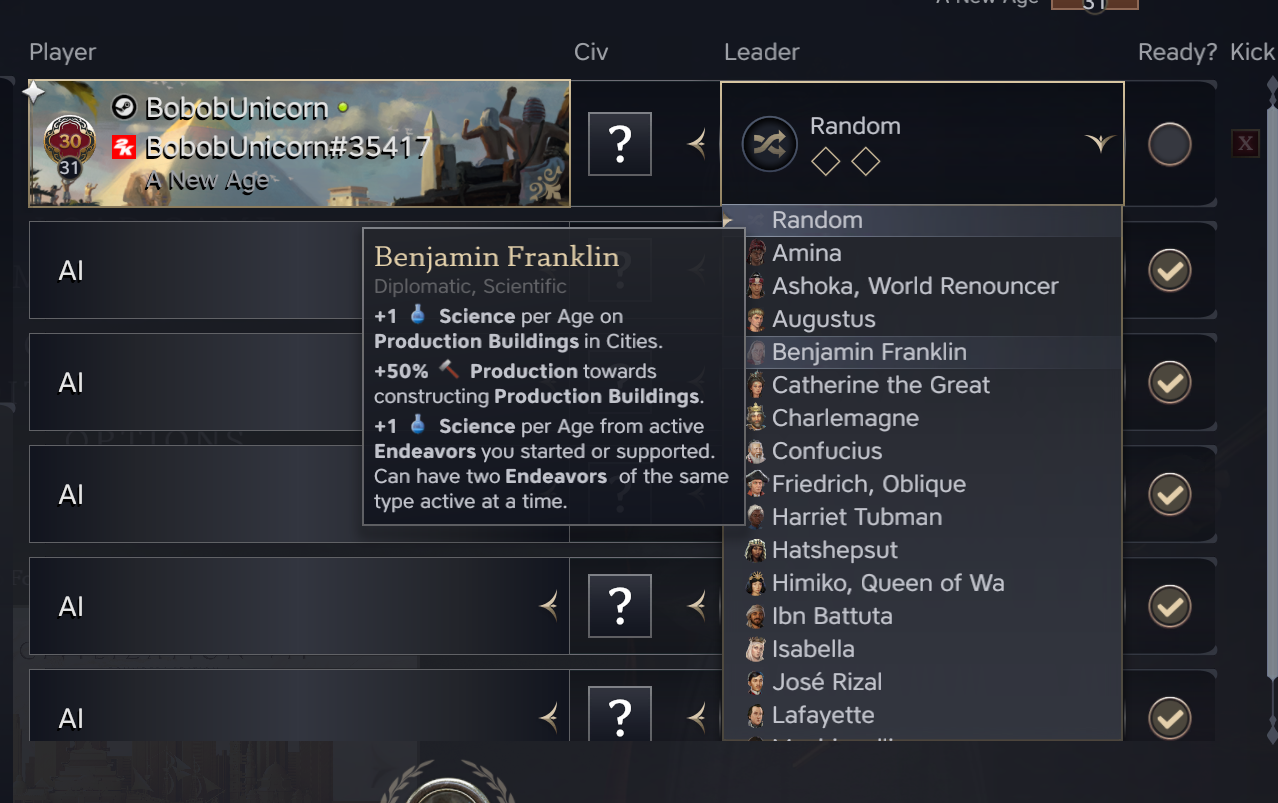 A New Age
31
Player
Civ
Leader
Ready?
Kick
BobobUnicorn
BobobUnicorn#35417
30
31
A New Age
?
Random
X
Random
Amina
Ashoka, World Renouncer
Augustus
Benjamin Franklin
Catherine the Great
Charlemagne
Confucius
Friedrich, Oblique
Harriet Tubman
Hatshepsut
Himiko, Queen of Wa
Ibn Battuta
Isabella
José Rizal
Lafayette
Benjamin Franklin
Diplomatic, Scientific
+1 Science per Age on
Production Buildings in Cities.
+50% Production towards
constructing Production Buildings.
+1 Science per Age from active
Endeavors you started or supported.
Can have two Endeavors of the same
type active at a time.
AI
AI
AI
AI
?
AI
?
OPTIONS